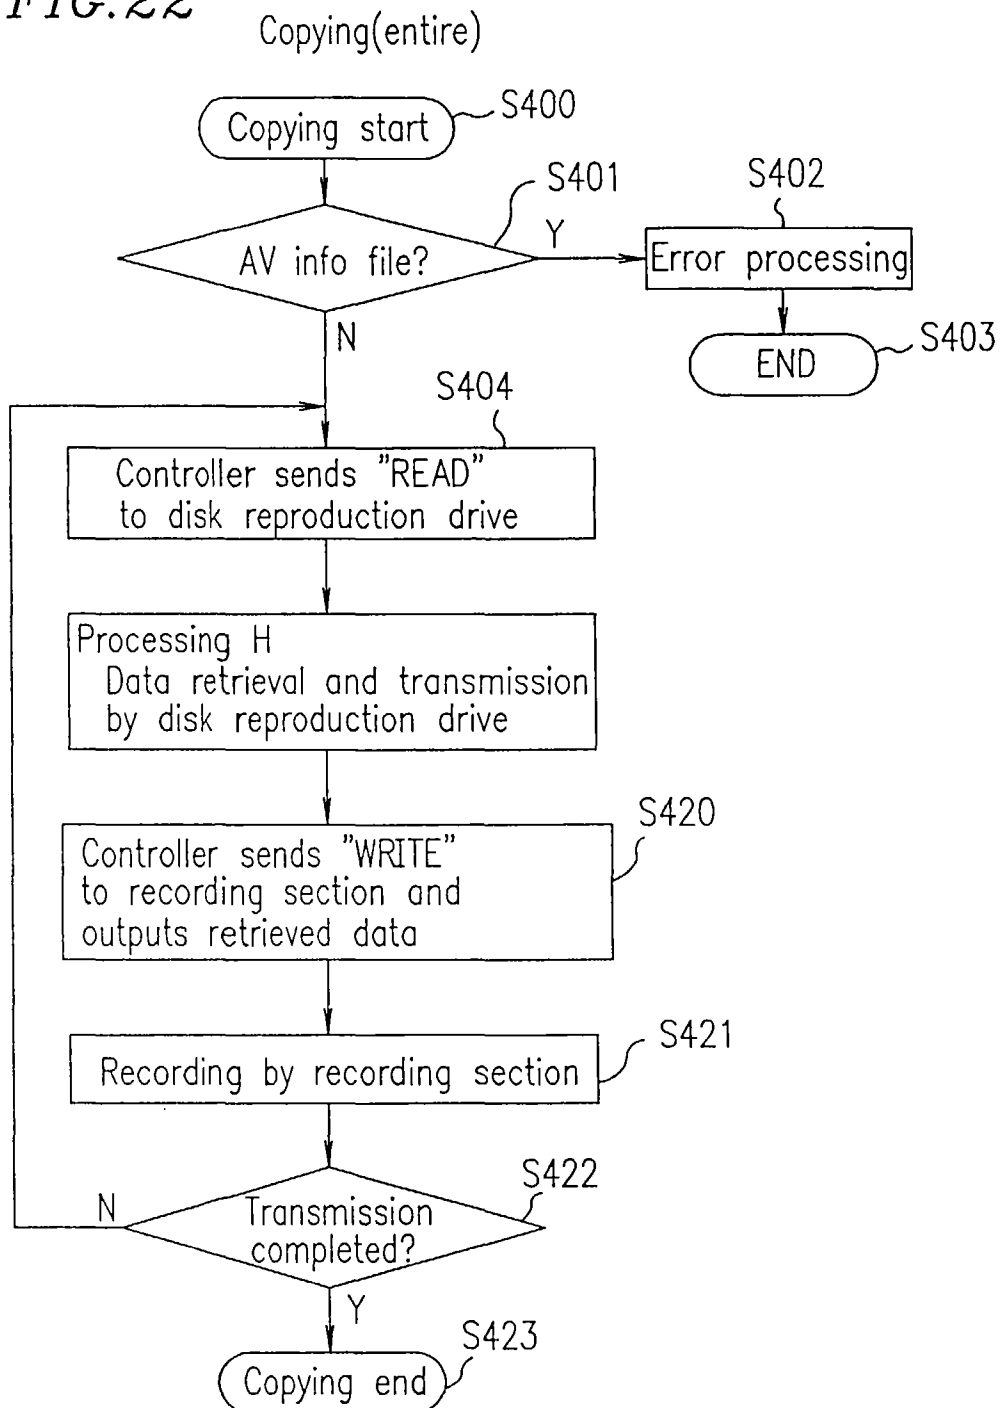 FIG.22
Copying(entire)
Copying start
S400
AV info file?
S401
Y
S402
Error processing
END
S403
N
S404
Controller sends "READ"
to disk reproduction drive
Processing H
Data retrieval and transmission
by disk reproduction drive
S420
Controller sends "WRITE"
to recording section and
outputs retrieved data
S421
Recording by recording section
S422
N
Transmission
completed?
Y
S423
Copying end